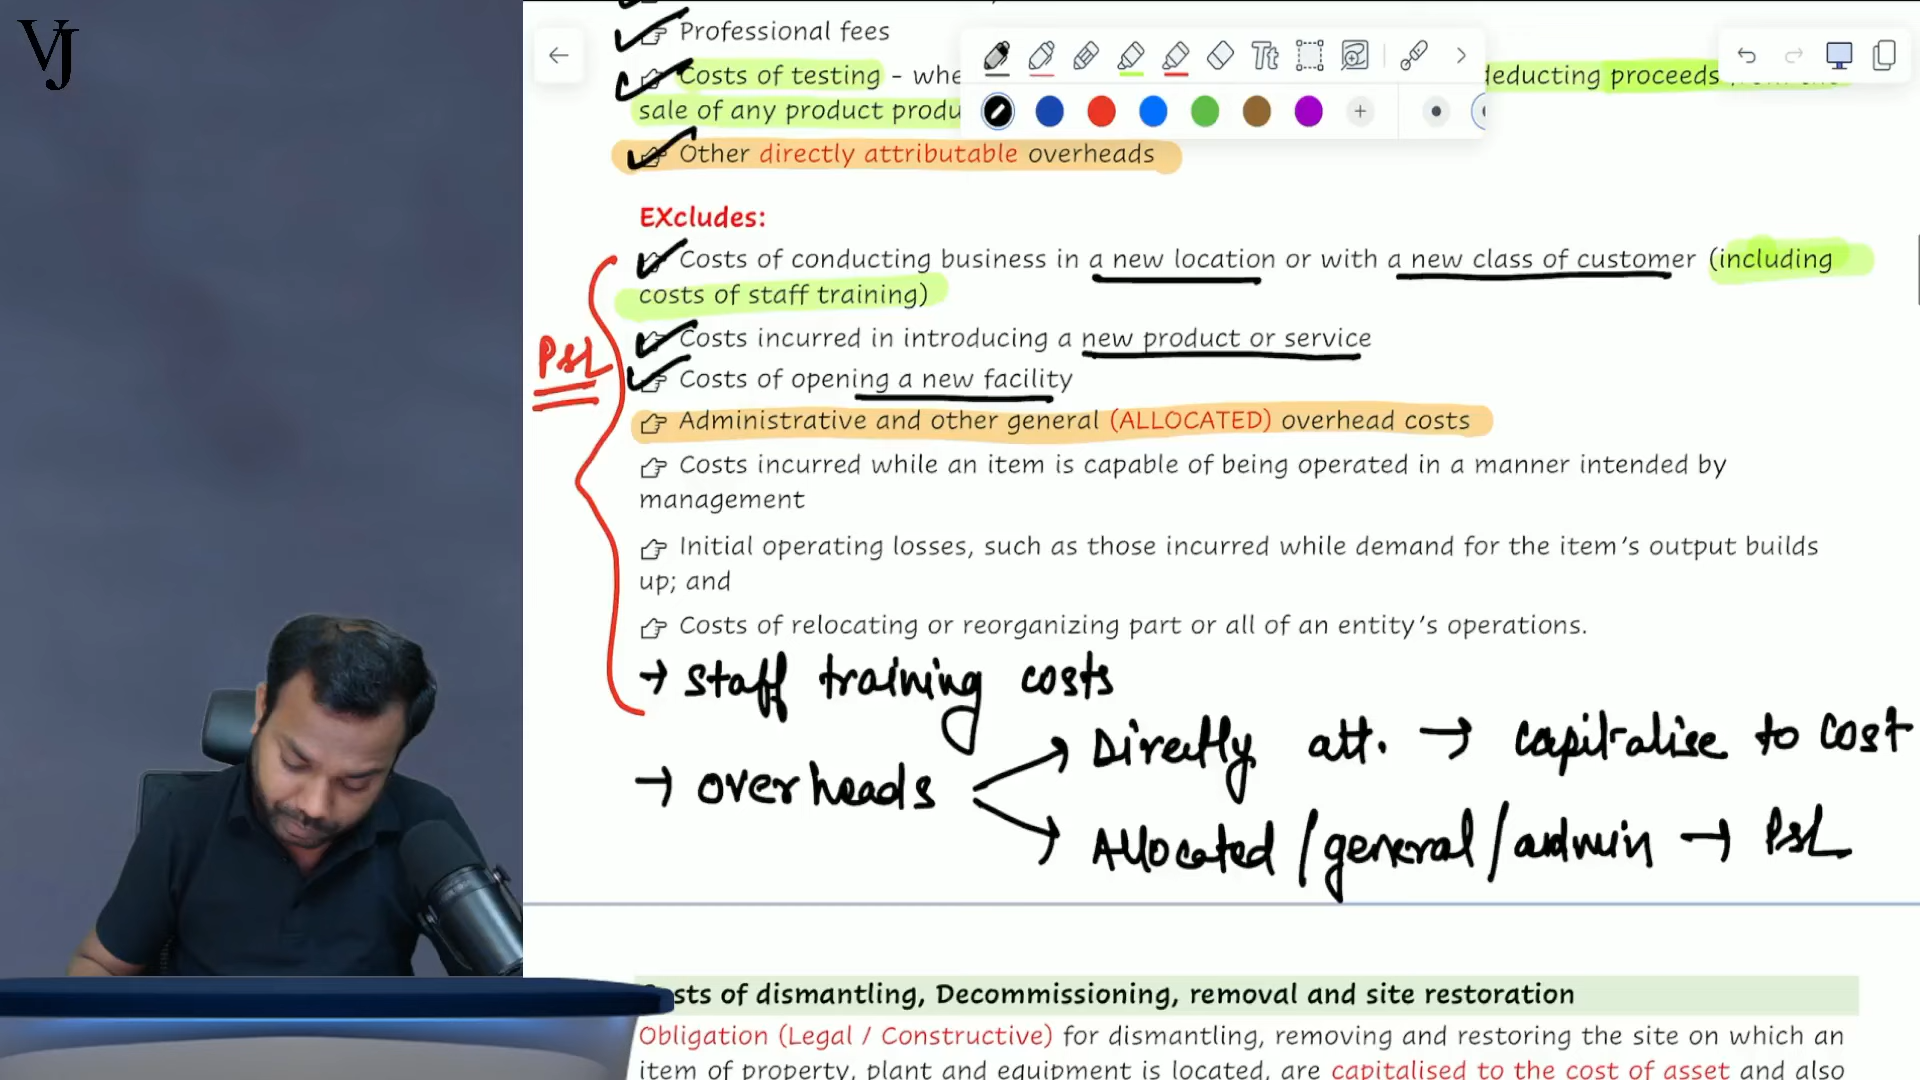 VJ
Professional fees
Costs of testing - whe deducting proceeds
sale of any product produ
Other directly attributable overheads
EXcludes:
Costs of conducting business in a new location or with a new class of customer (including
costs of staff training)
Costs incurred in introducing a new product or service
P&L
Costs of opening a new facility
Administrative and other general (ALLOCATED) overhead costs
Costs incurred while an item is capable of being operated in a manner intended by
management
Initial operating losses, such as those incurred while demand for the item's output builds
up; and
Costs of relocating or reorganizing part or all of an entity's operations.
→ staff training costs
Directly att. → capitalise to cost
→ overheads
Allocated/general/admin → P&L
sts of dismantling, Decommissioning, removal and site restoration
Obligation (Legal / Constructive) for dismantling, removing and restoring the site on which an
item of property, plant and equipment is located, are capitalised to the cost of asset and also